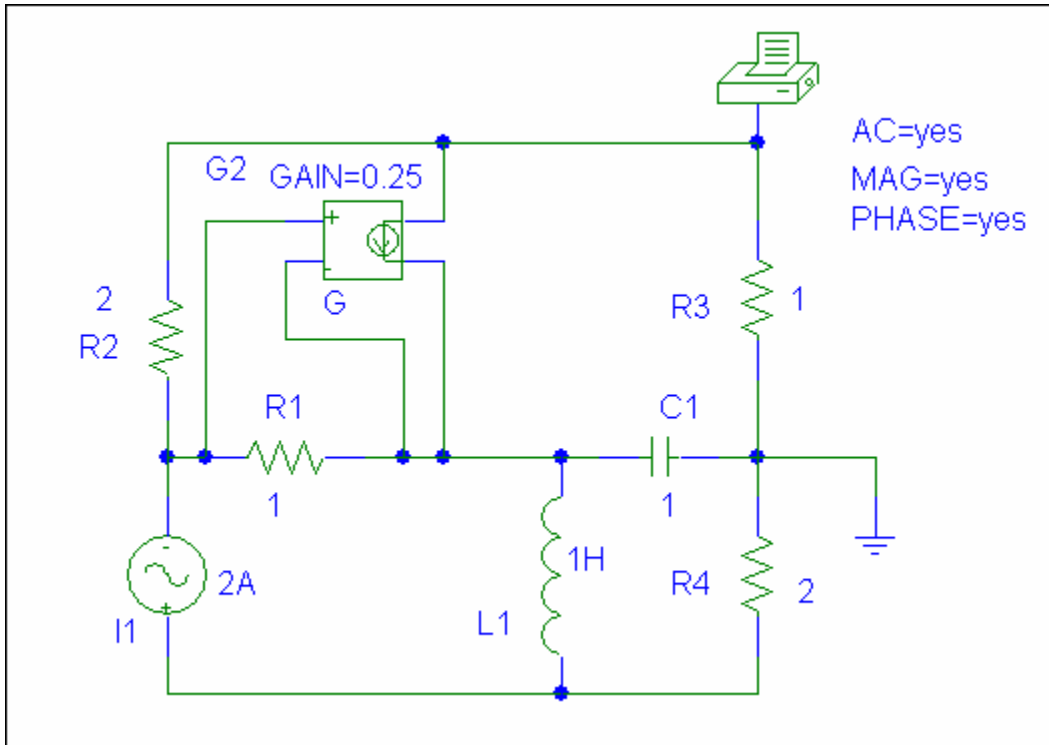 AC=yes
MAG=yes
PHASE=yes
G2
GAIN=0.25
+
-
G
2
R2
R3
1
R1
1
C1
1
-
+
2A
I1
1H
L1
R4
2